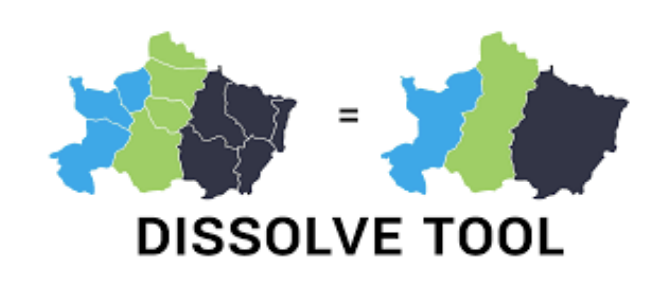 =
DISSOLVE TOOL